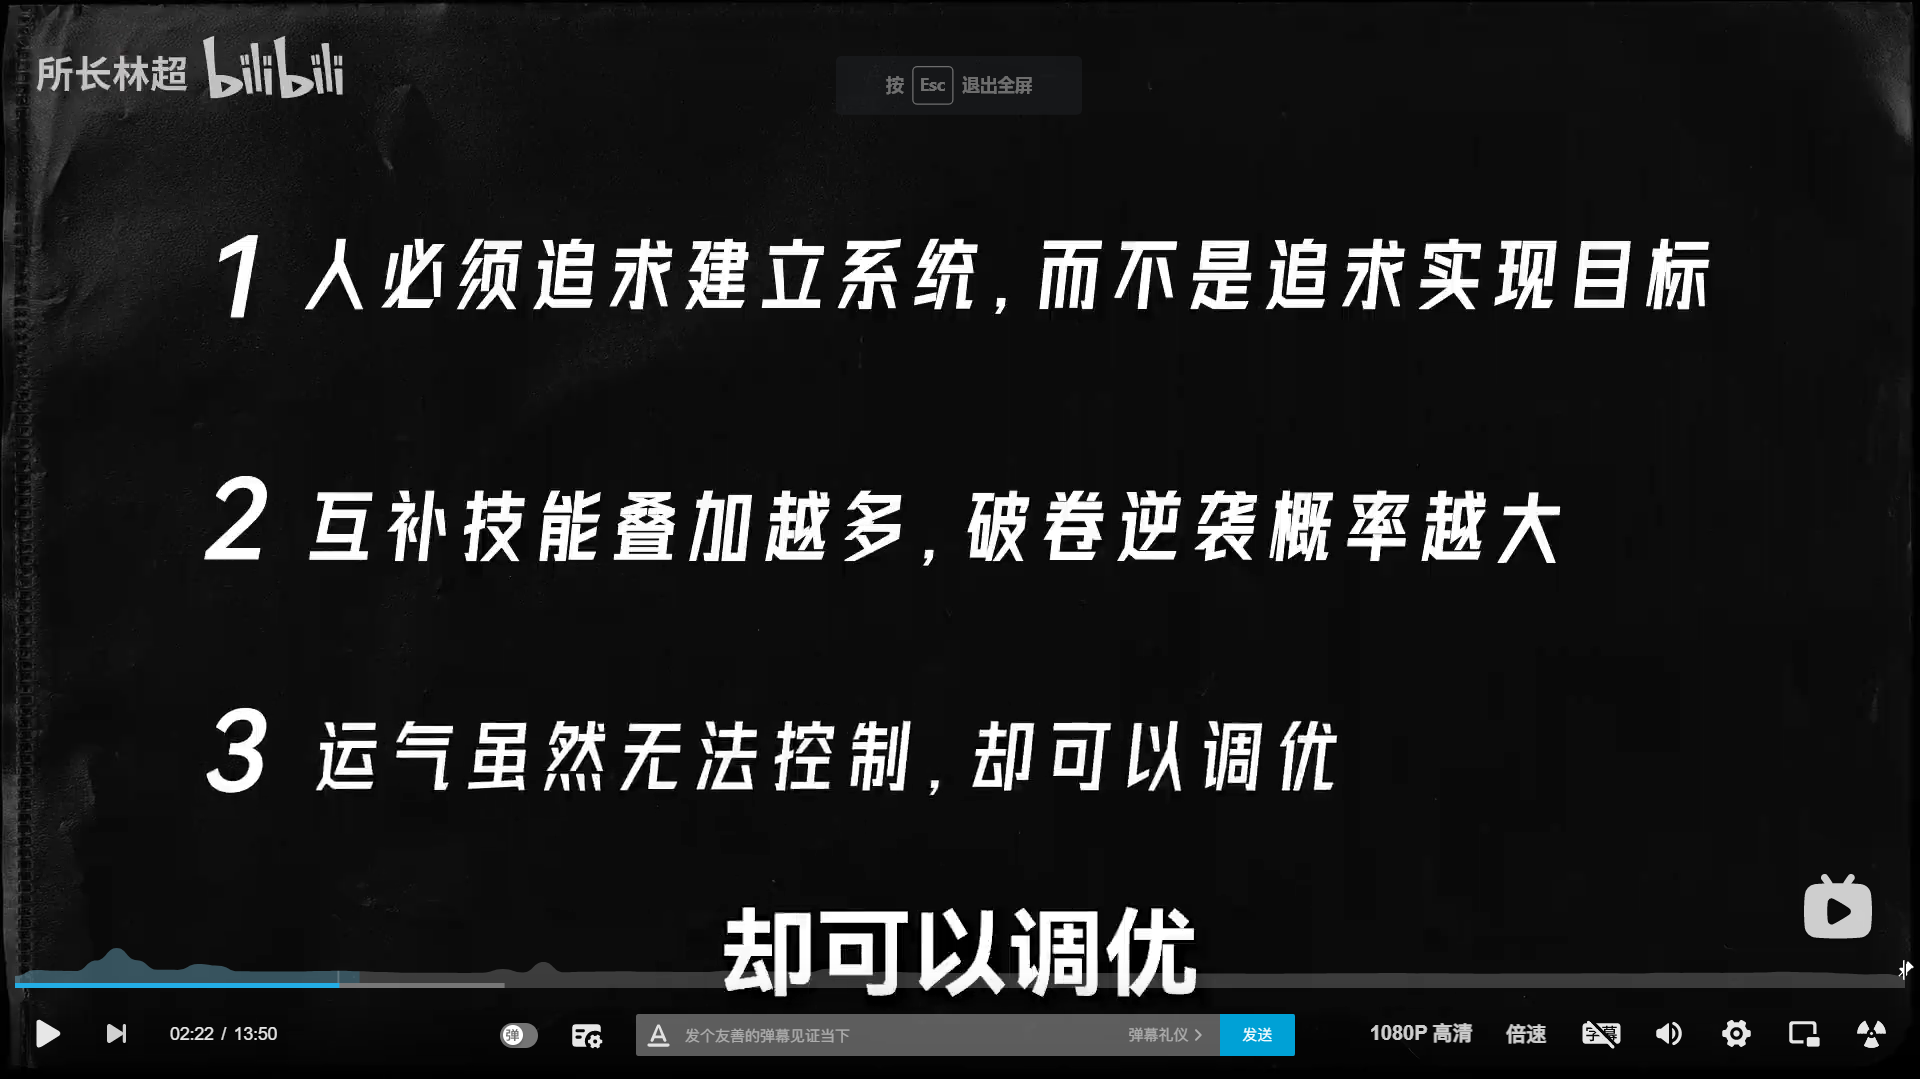 所长林超 bilibili
按 Esc 退出全屏
1 人必须追求建立系统，而不是追求实现目标
2 互补技能叠加越多，破卷逆袭概率越大
3 运气虽然无法控制，却可以调优
却可以调优
02:22 / 13:50 弹 A 发个友善的弹幕见证当下 弹幕礼仪 > 发送 1080P 高清 倍速 字幕